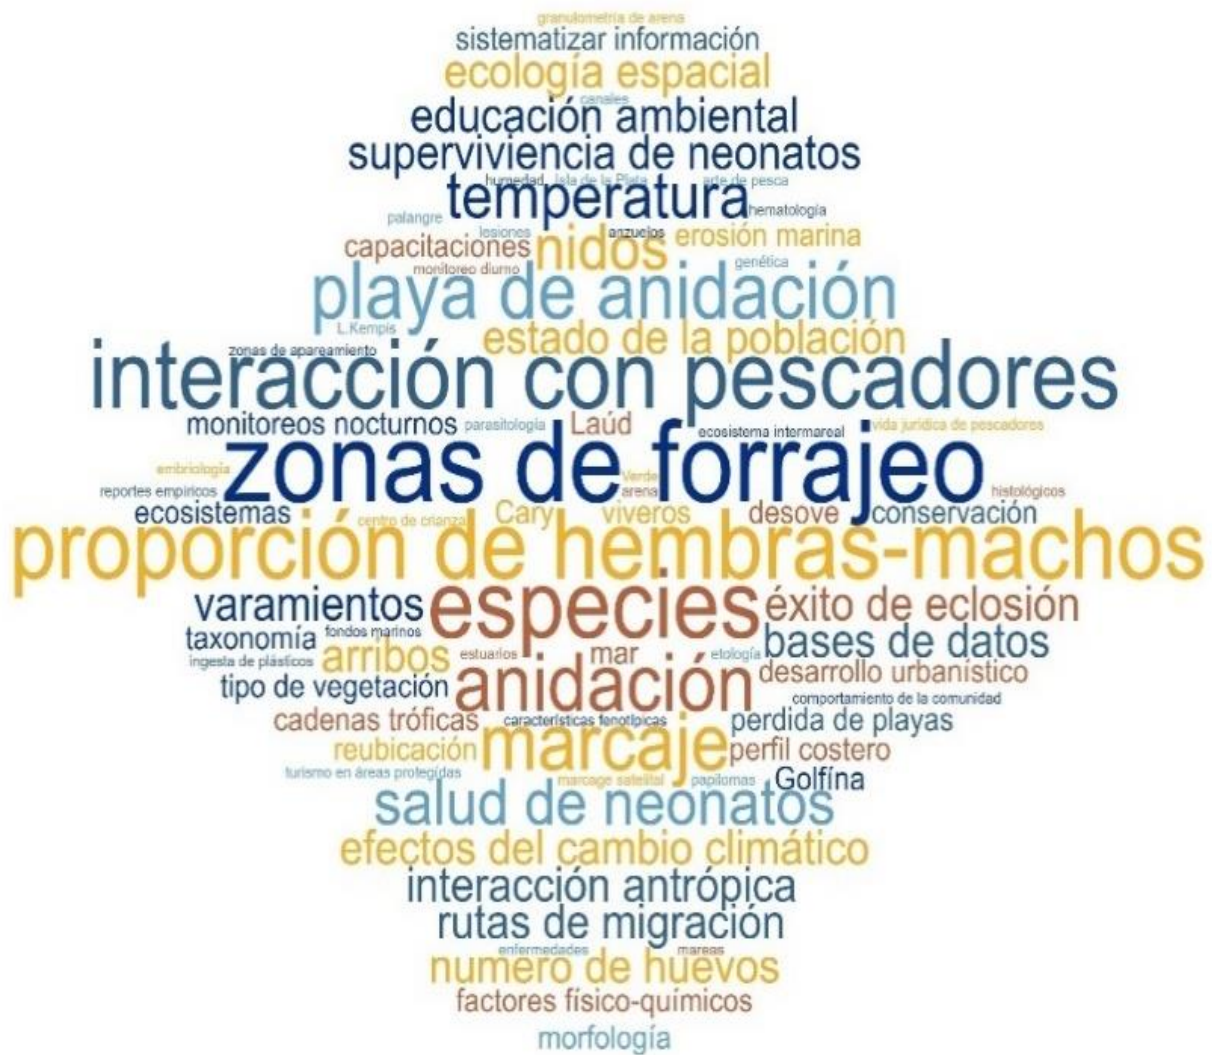 granulometría de arena
sistematizar información
ecología espacial
canales
educación ambiental
superviviencia de neonatos
humedad Isla de la Plata arte de pesca
temperatura
hematología
palangre
lesiones anzuelos
capacitaciones nidos erosión marina
monitoreo diurno genética
playa de anidación
L.Kempis
estado de la población
zonas de apareamiento
interacción con pescadores
monitoreos nocturnos parasitología Laúd ecosistema intermareal vida jurídica de pescadores
zonas de forrajeo
embriología Verde
reportes empíricos arena histológicos
ecosistemas centro de crianza Cary viveros desove conservación
proporción de hembras-machos
varamientos especies éxito de eclosión
taxonomía fondos marinos bases de datos
ingesta de plásticos arribos estuarios mar etología
desarrollo urbanístico
tipo de vegetación anidación
comportamiento de la comunidad
cadenas tróficas características fenotípicas perdida de playas
reubicación marcaje perfil costero
turismo en áreas protegídas marcage satelital papilomas Golfína
salud de neonatos
efectos del cambio climático
interacción antrópica
rutas de migración
enfermedades mareas
numero de huevos
factores físico-químicos
morfología